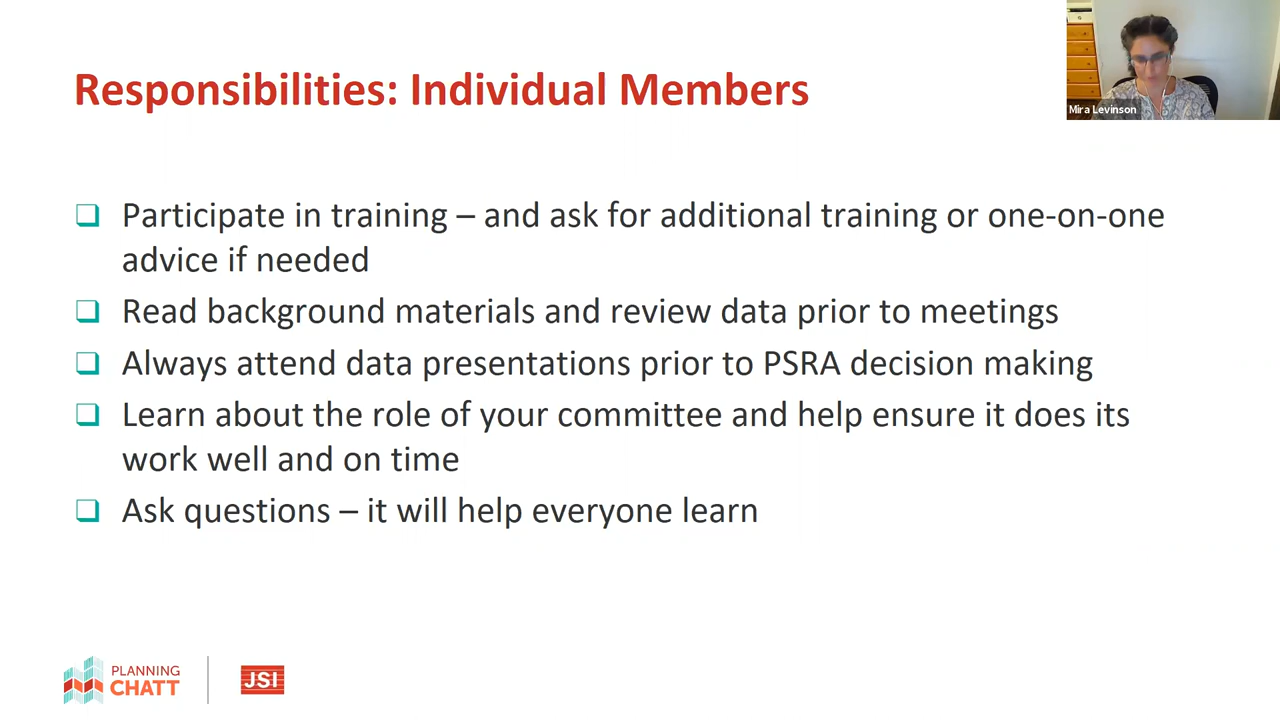 Responsibilities: Individual Members
Mira Levinson
❑ Participate in training – and ask for additional training or one-on-one
advice if needed
❑ Read background materials and review data prior to meetings
❑ Always attend data presentations prior to PSRA decision making
❑ Learn about the role of your committee and help ensure it does its
work well and on time
❑ Ask questions – it will help everyone learn
PLANNING
CHATT
JSI